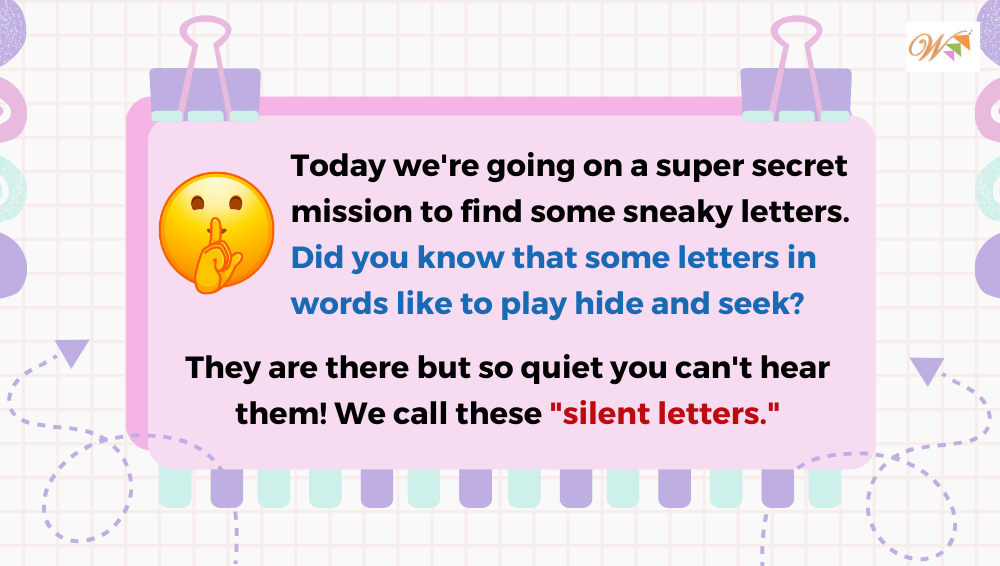 W
Today we're going on a super secret
mission to find some sneaky letters.
Did you know that some letters in
words like to play hide and seek?
They are there but so quiet you can't hear
them! We call these "silent letters."